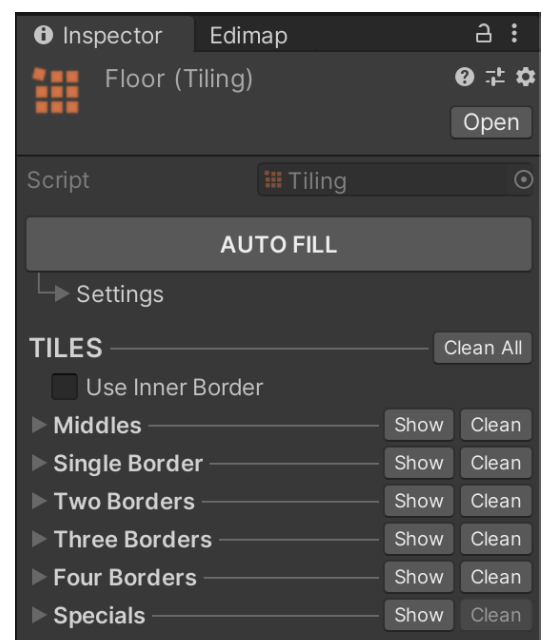 Inspector Edimap
Floor (Tiling)
Open
Script Tiling
AUTO FILL
Settings
TILES Clean All
Use Inner Border
Middles Show Clean
Single Border Show Clean
Two Borders Show Clean
Three Borders Show Clean
Four Borders Show Clean
Specials Show Clean